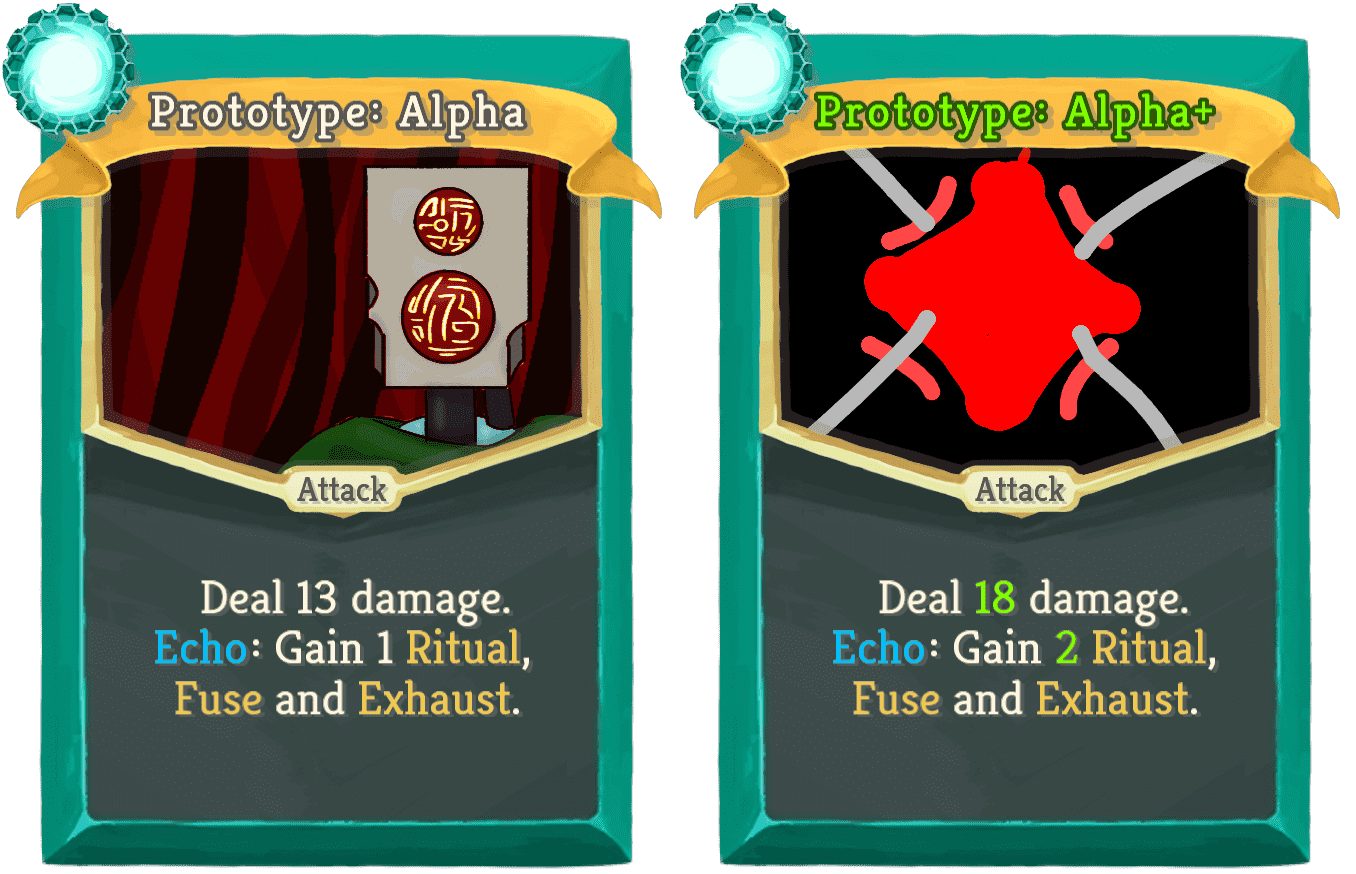 Prototype: Alpha
Attack
Deal 13 damage.
Echo: Gain 1 Ritual,
Fuse and Exhaust.
Prototype: Alpha+
Attack
Deal 18 damage.
Echo: Gain 2 Ritual,
Fuse and Exhaust.